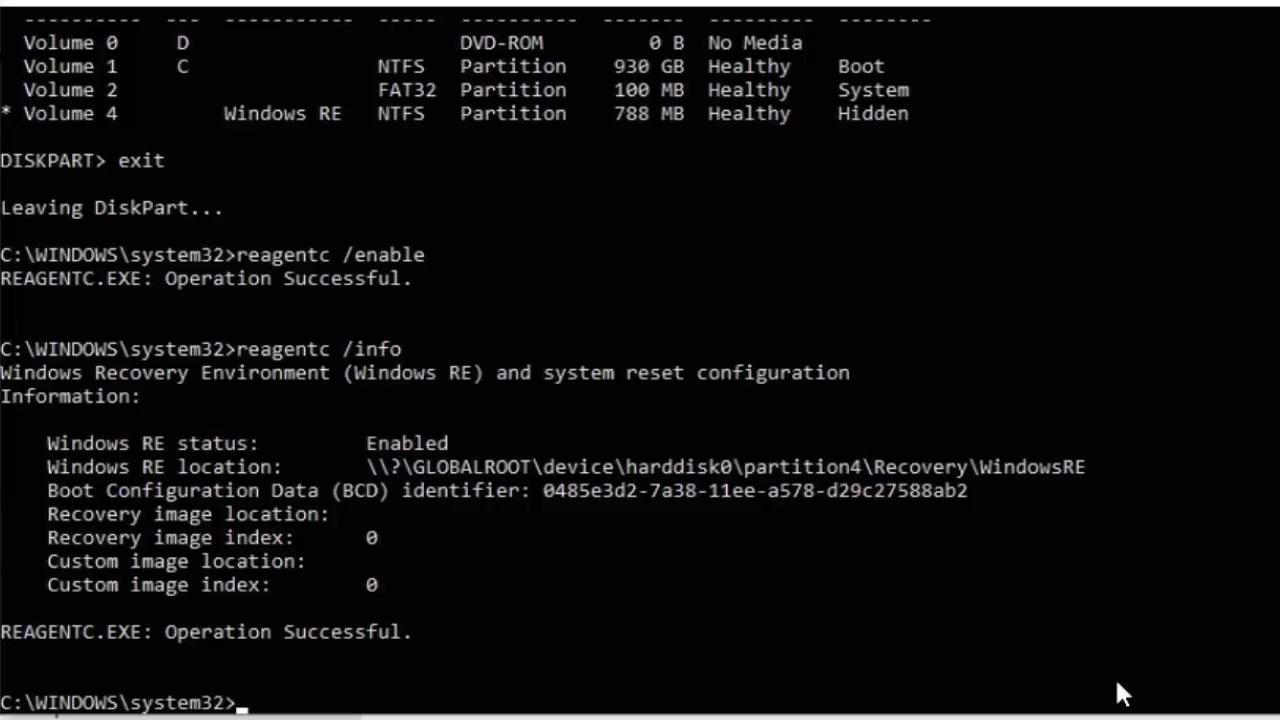 ---------- --- ----------- ----- ---------- ------- --------- --------
Volume 0 D DVD-ROM 0 B No Media
Volume 1 C NTFS Partition 930 GB Healthy Boot
Volume 2 FAT32 Partition 100 MB Healthy System
* Volume 4 Windows RE NTFS Partition 788 MB Healthy Hidden
DISKPART> exit
Leaving DiskPart...
C:\WINDOWS\system32>reagentc /enable
REAGENTC.EXE: Operation Successful.
C:\WINDOWS\system32>reagentc /info
Windows Recovery Environment (Windows RE) and system reset configuration
Information:
Windows RE status: Enabled
Windows RE location: \\?\GLOBALROOT\device\harddisk0\partition4\Recovery\WindowsRE
Boot Configuration Data (BCD) identifier: 0485e3d2-7a38-11ee-a578-d29c27588ab2
Recovery image location:
Recovery image index: 0
Custom image location:
Custom image index: 0
REAGENTC.EXE: Operation Successful.
C:\WINDOWS\system32>